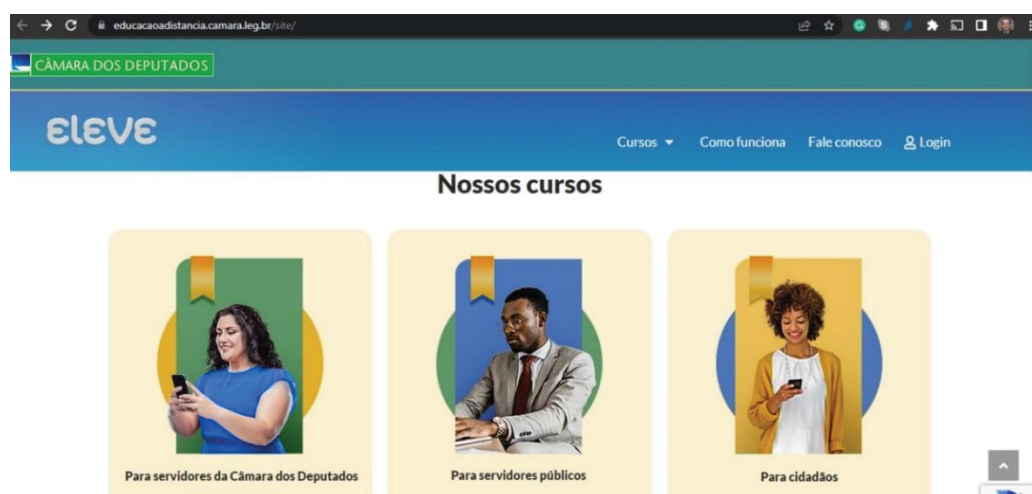 educacaoadistancia.camara.leg.br/site/
CÂMARA DOS DEPUTADOS
ELEVE
Cursos
Como funciona
Fale conosco
Login
Nossos cursos
Para servidores da Câmara dos Deputados
Para servidores públicos
Para cidadãos